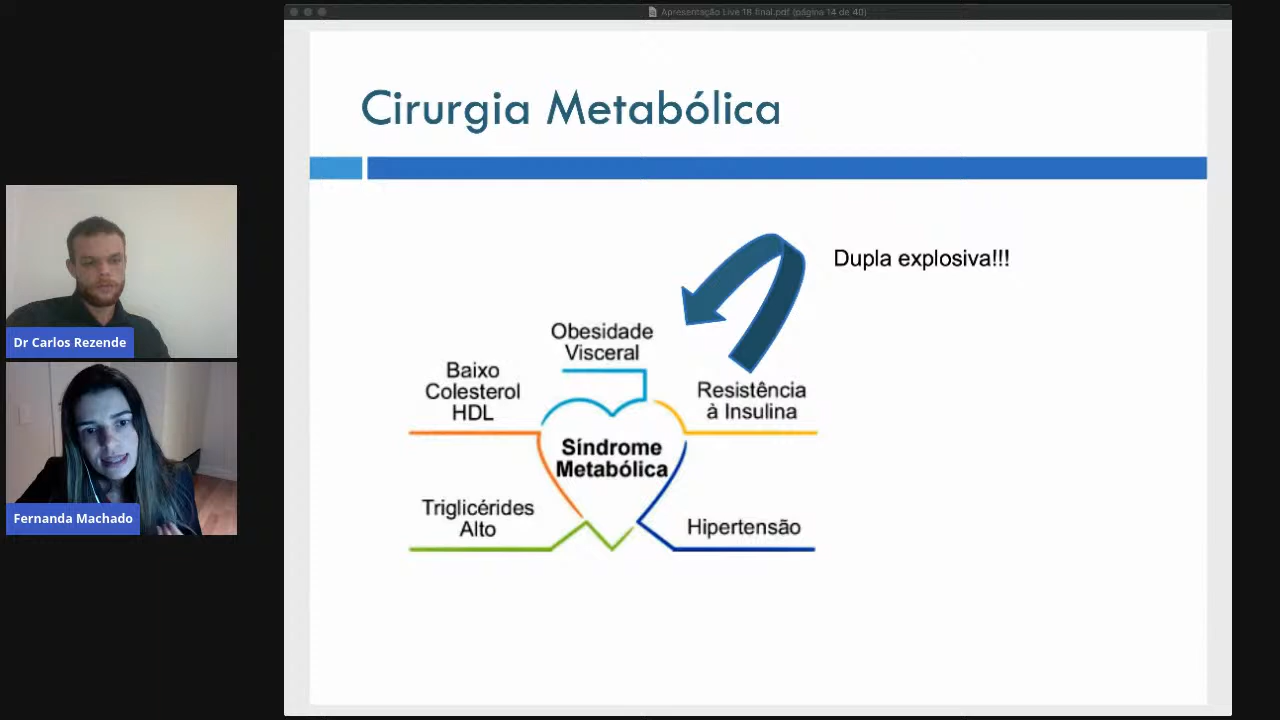 Apresentação Live 18 final.pdf (página 14 de 40)
Cirurgia Metabólica
Dupla explosiva!!!
Obesidade
Visceral
Baixo
Colesterol
HDL
Resistência
à Insulina
Síndrome
Metabólica
Triglicérides
Alto
Hipertensão
Dr Carlos Rezende
Fernanda Machado